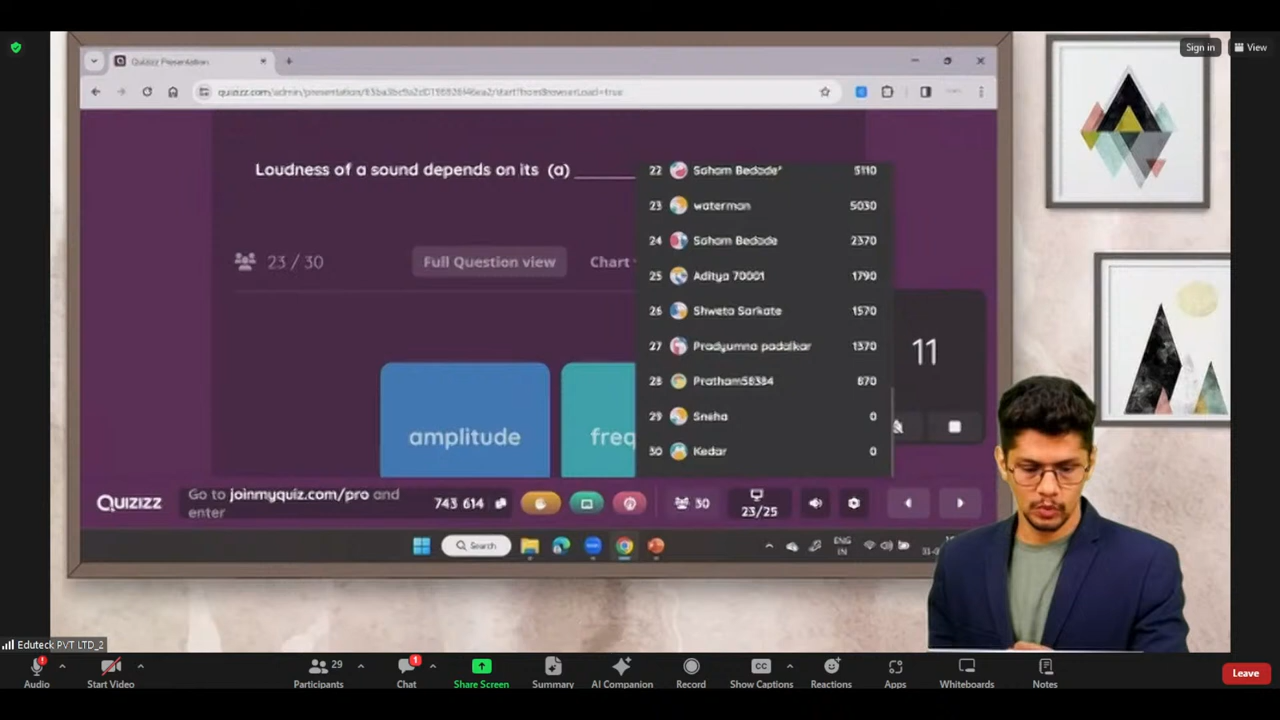 Sign in
View
Quizizz Presentation
Loudness of a sound depends on its (a)
22 Soham Bedade' 5110
23 waterman 5030
24 Soham Bedade 2370
25 Aditya 70001 1790
26 Shweta Sarkate 1570
27 Pradyumna padalkar 1370
28 Pratham58384 870
29 Sneha 0
30 Kedar 0
23 / 30
Full Question view
Chart
11
amplitude
freq
QUIZIZZ
Go to joinmyquiz.com/pro and
enter
743 614
30
23/25
Search
ENG
IN
Eduteck PVT LTD_2
Audio
Start Video
Participants 29
Chat 1
Share Screen
Summary
AI Companion
Record
CC
Show Captions
Reactions
Apps
Whiteboards
Notes
Leave